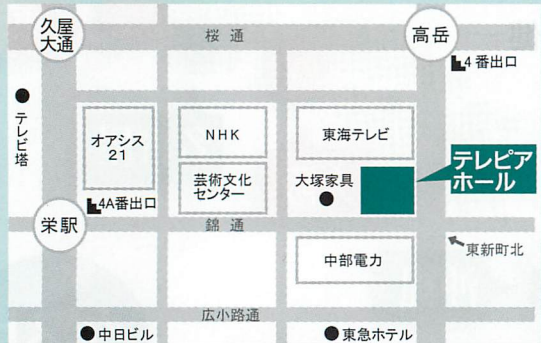 久屋
大通
桜通
高岳
4番出口
テレビ塔
オアシス
21
NHK
東海テレビ
芸術文化
センター
大塚家具
テレピア
ホール
4A番出口
栄駅
錦通
東新町北
中部電力
広小路通
中日ビル
東急ホテル